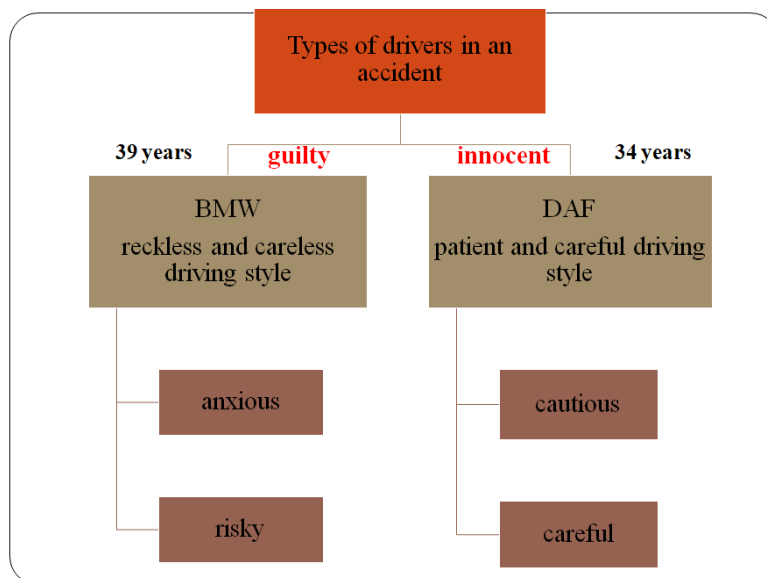 Types of drivers in an
accident
39 years
guilty
innocent
34 years
BMW
reckless and careless
driving style
DAF
patient and careful driving
style
anxious
cautious
risky
careful